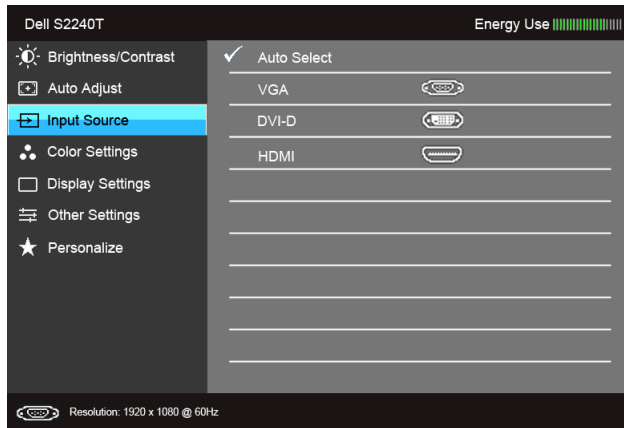 Dell S2240T Energy Use
Brightness/Contrast
Auto Adjust
Input Source
Color Settings
Display Settings
Other Settings
Personalize
Auto Select
VGA
DVI-D
HDMI
Resolution: 1920 x 1080 @ 60Hz